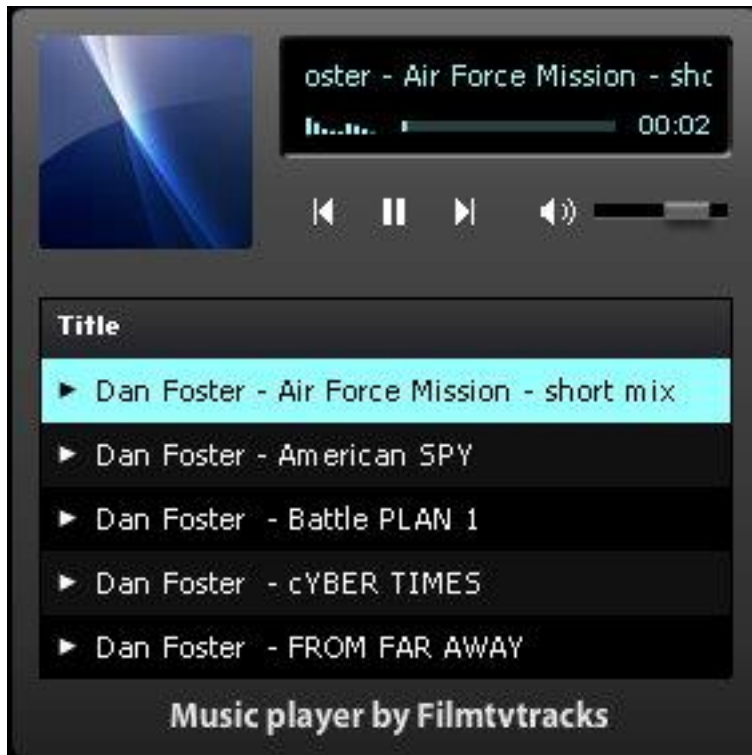 oster - Air Force Mission - sho
00:02
Title
Dan Foster - Air Force Mission - short mix
Dan Foster - American SPY
Dan Foster  - Battle PLAN 1
Dan Foster  - cYBER TIMES
Dan Foster  - FROM FAR AWAY
Music player by Filmtvtracks